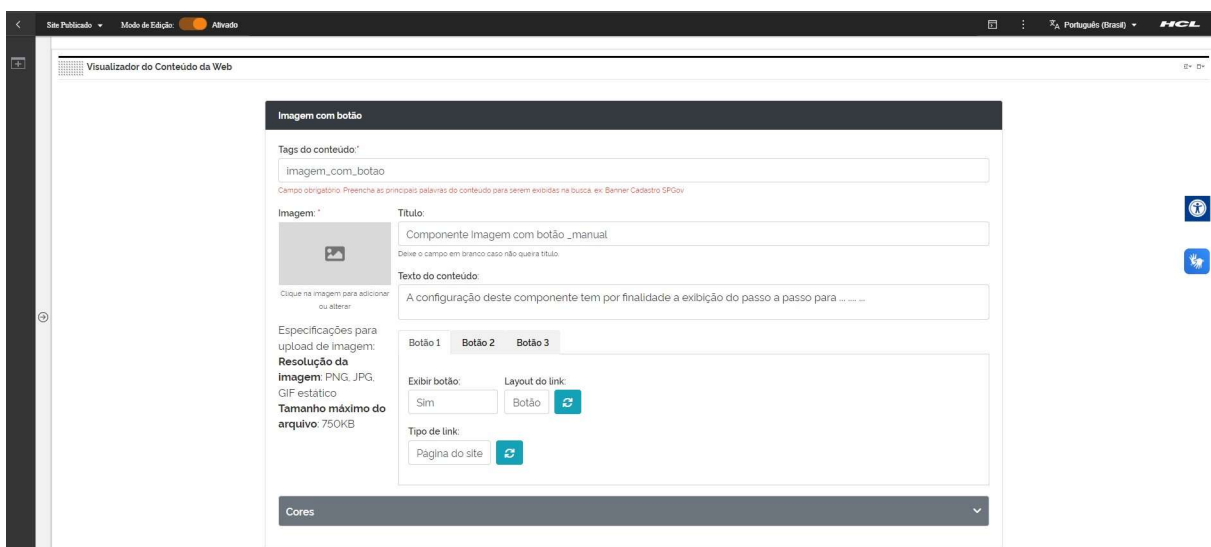 Site Publicado
Modo de Edição:
Ativado
Português (Brasil)
HCL
Visualizador do Conteúdo da Web
Imagem com botão
Tags do conteúdo:*
imagem_com_botao
Campo obrigatório. Preencha as principais palavras do conteúdo para serem exibidas na busca, ex: Banner Cadastro SPGov
Imagem: *
Título:
Componente Imagem com botão _manual
Deixe o campo em branco caso não queira título.
Clique na imagem para adicionar
ou alterar
Texto do conteúdo:
A configuração deste componente tem por finalidade a exibição do passo a passo para ... .... ...
Especificações para
upload de imagem:
Resolução da
imagem: PNG, JPG,
GIF estático
Tamanho máximo do
arquivo: 750KB
Botão 1
Botão 2
Botão 3
Exibir botão:
Layout do link:
Sim
Botão
Tipo de link:
Página do site
Cores